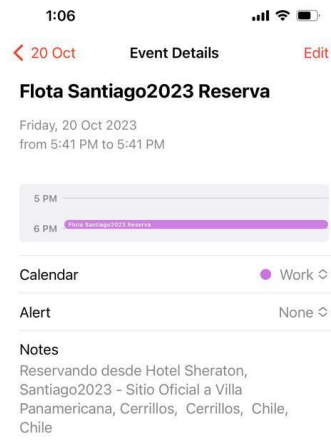 1:06
20 Oct Event Details Edit
Flota Santiago2023 Reserva
Friday, 20 Oct 2023
from 5:41 PM to 5:41 PM
5 PM
6 PM Flota Santiago2023 Reserva
Calendar Work
Alert None
Notes
Reservando desde Hotel Sheraton,
Santiago2023 - Sitio Oficial a Villa
Panamericana, Cerrillos,  Cerrillos,  Chile,
Chile